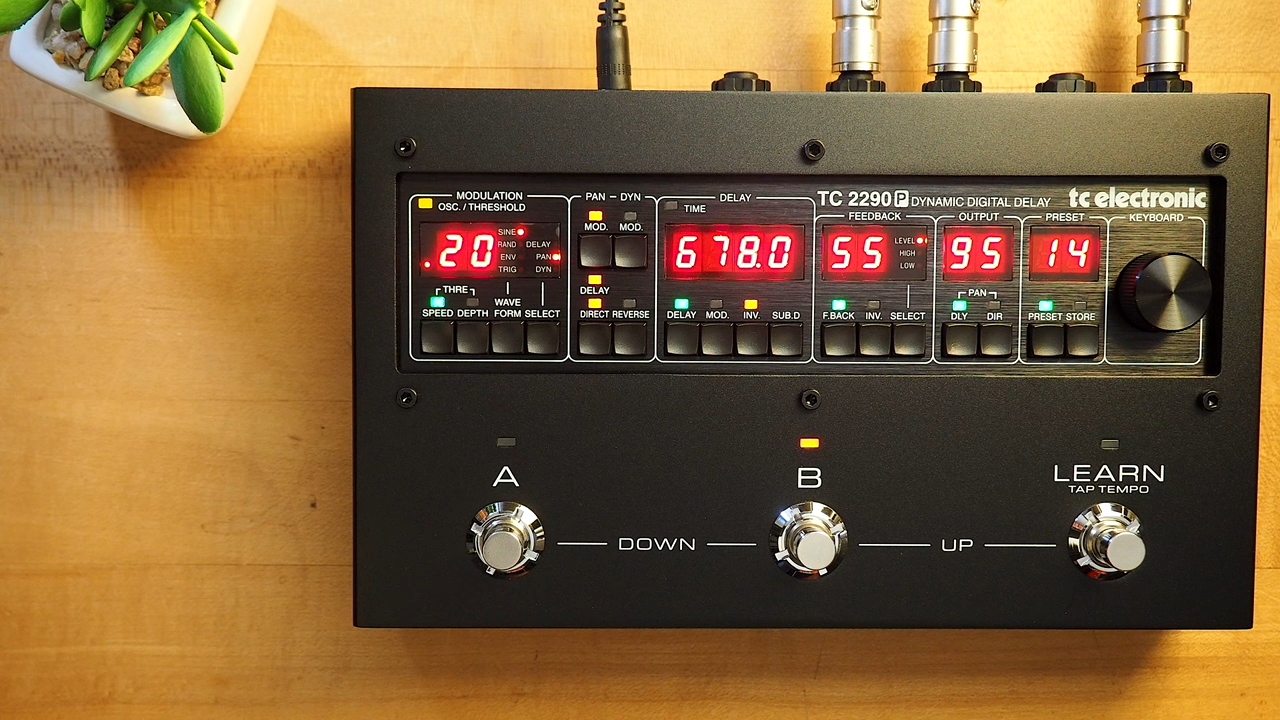 MODULATION
OSC. / THRESHOLD
.20
SINE
RAND
ENV
TRIG
DELAY
PAN
DYN
THRE
SPEED DEPTH WAVE FORM SELECT
PAN – DYN
MOD. MOD.
DELAY
DIRECT REVERSE
DELAY
TIME
678.0
DELAY MOD. INV. SUB.D
TC 2290 P DYNAMIC DIGITAL DELAY
tc electronic
FEEDBACK
55
LEVEL
HIGH
LOW
F.BACK INV. SELECT
OUTPUT
95
PAN
DLY DIR
PRESET
14
PRESET STORE
KEYBOARD
A
B
LEARN
TAP TEMPO
DOWN
UP